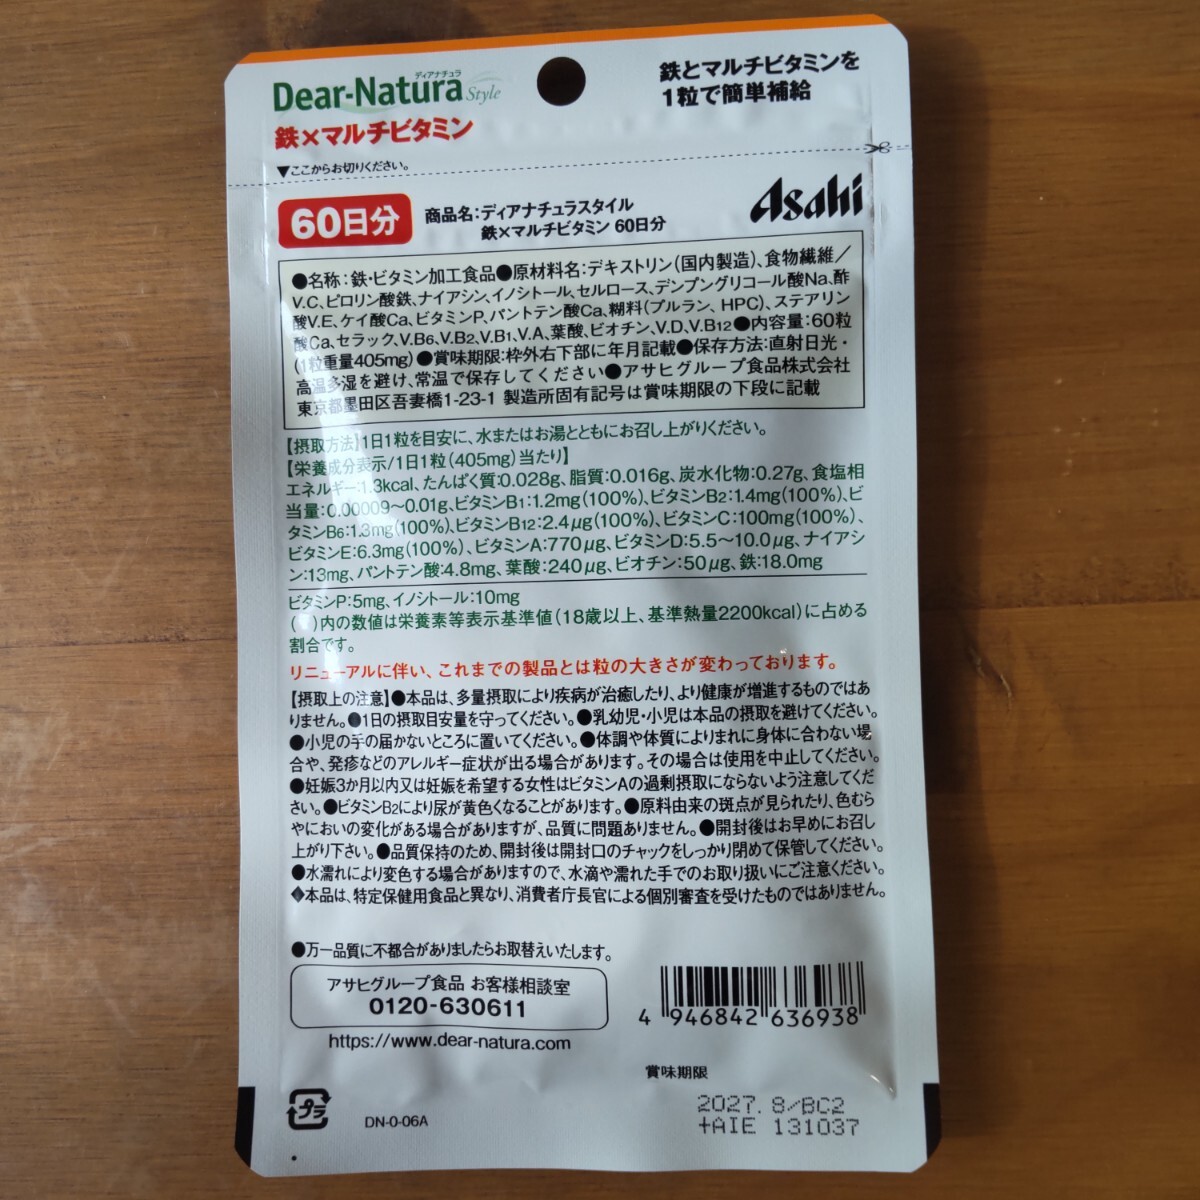 ディアナチュラ
Dear-Natura Style
鉄×マルチビタミン
鉄とマルチビタミンを
1粒で簡単補給
▼ここからお切りください。
60日分
商品名:ディアナチュラスタイル
鉄×マルチビタミン 60日分
Asahi
●名称:鉄・ビタミン加工食品●原材料名:デキストリン(国内製造)、食物繊維/
V.C、ピロリン酸鉄、ナイアシン、イノシトール、セルロース、デンプングリコール酸Na、酢
酸V.E、ケイ酸Ca、ビタミンP、パントテン酸Ca、糊料(プルラン、HPC)、ステアリン
酸Ca、セラック、V.B6、V.B2、V.B1、V.A、葉酸、ビオチン、V.D、V.B12●内容量:60粒
(1粒重量405mg)●賞味期限:枠外右下部に年月記載●保存方法:直射日光・
高温多湿を避け、常温で保存してください●アサヒグループ食品株式会社
東京都墨田区吾妻橋1-23-1 製造所固有記号は賞味期限の下段に記載
【摂取方法】1日1粒を目安に、水またはお湯とともにお召し上がりください。
【栄養成分表示/1日1粒(405mg)当たり】
エネルギー:1.3kcal、たんぱく質:0.028g、脂質:0.016g、炭水化物:0.27g、食塩相
当量:0.00009～0.01g、ビタミンB1:1.2mg(100%)、ビタミンB2:1.4mg(100%)、ビ
タミンB6:1.3mg(100%)、ビタミンB12:2.4μg(100%)、ビタミンC:100mg(100%)、
ビタミンE:6.3mg(100%)、ビタミンA:770μg、ビタミンD:5.5～10.0μg、ナイアシ
ン:13mg、パントテン酸:4.8mg、葉酸:240μg、ビオチン:50μg、鉄:18.0mg
ビタミンP:5mg、イノシトール:10mg
( )内の数値は栄養素等表示基準値(18歳以上、基準熱量2200kcal)に占める
割合です。
リニューアルに伴い、これまでの製品とは粒の大きさが変わっております。
【摂取上の注意】●本品は、多量摂取により疾病が治癒したり、より健康が増進するものではあ
りません。●1日の摂取目安量を守ってください。●乳幼児・小児は本品の摂取を避けてください。
●小児の手の届かないところに置いてください。●体調や体質によりまれに身体に合わない場
合や、発疹などのアレルギー症状が出る場合があります。その場合は使用を中止してください。
●妊娠3か月以内又は妊娠を希望する女性はビタミンAの過剰摂取にならないよう注意してくだ
さい。●ビタミンB2により尿が黄色くなることがあります。●原料由来の斑点が見られたり、色むら
やにおいの変化がある場合がありますが、品質に問題ありません。●開封後はお早めにお召し
上がり下さい。●品質保持のため、開封後は開封口のチャックをしっかり閉めて保管してください。
●水濡れにより変色する場合がありますので、水滴や濡れた手でのお取り扱いにご注意ください。
◆本品は、特定保健用食品と異なり、消費者庁長官による個別審査を受けたものではありません。
●万一品質に不都合がありましたらお取替えいたします。
アサヒグループ食品 お客様相談室
0120-630611
https://www.dear-natura.com
4 946842 636938
賞味期限
2027. 8/BC2
+AIE 131037
プラ
DN-0-06A